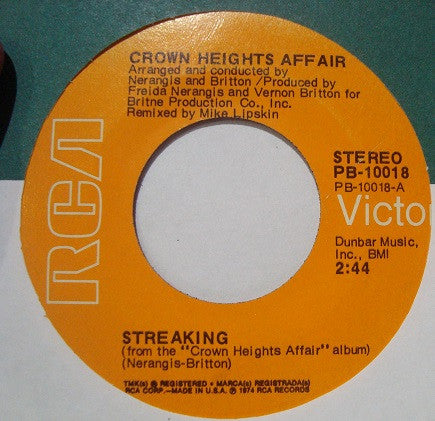 CROWN HEIGHTS AFFAIR
Arranged and conducted by
Nerangis and Britton/Produced by
Freida Nerangis and Vernon Britton for
Britne Production Co., Inc.
Remixed by Mike Lipskin
RCA
STEREO
PB-10018
PB-10018-A
Victo
Dunbar Music,
Inc., BMI
2:44
STREAKING
(from the "Crown Heights Affair" album)
(Nerangis-Britton)
TMK(s) ® REGISTERED • MARCA(s) REGISTRADA(s)
RCA CORP.—MADE IN U.S.A. ℗ 1974 RCA RECORDS